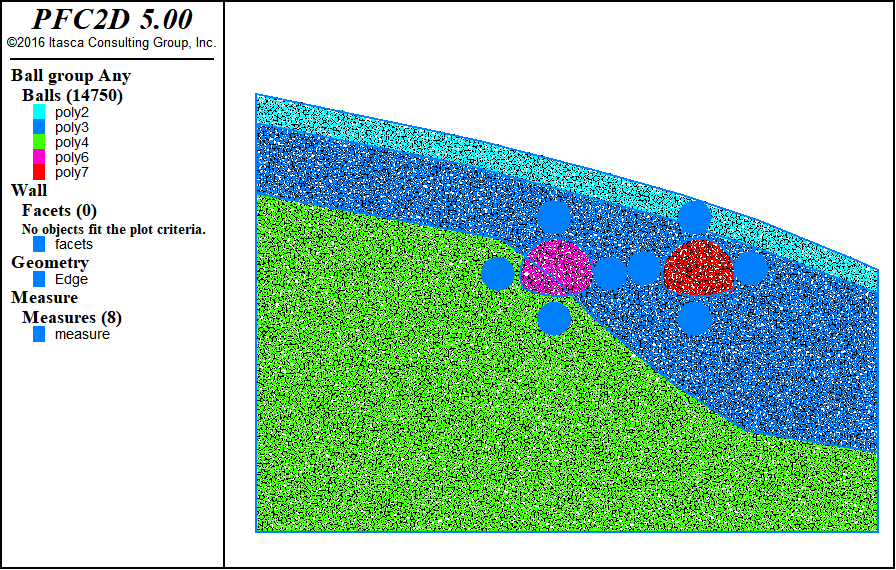 PFC2D 5.00
©2016 Itasca Consulting Group, Inc.
Ball group Any
Balls (14750)
poly2
poly3
poly4
poly6
poly7
Wall
Facets (0)
No objects fit the plot criteria.
facets
Geometry
Edge
Measure
Measures (8)
measure